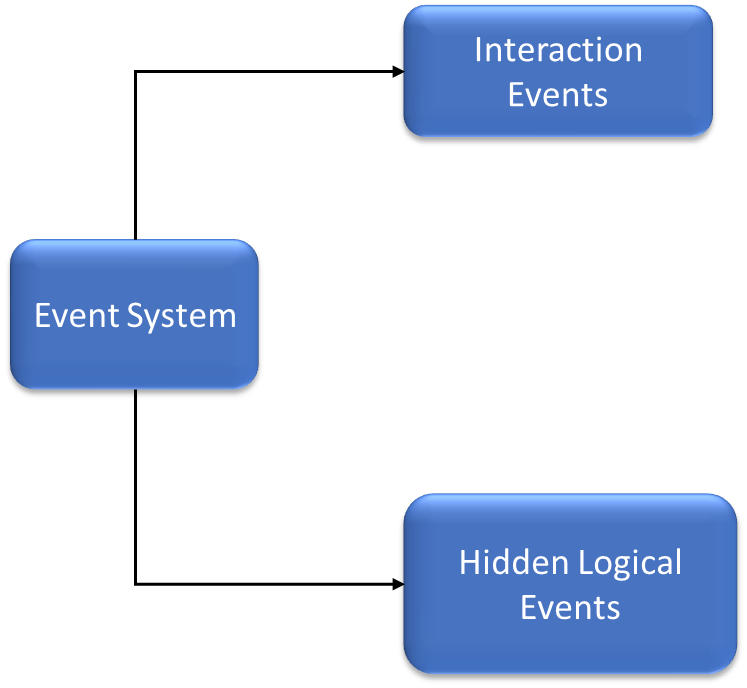 Interaction
Events
Event System
Hidden Logical
Events